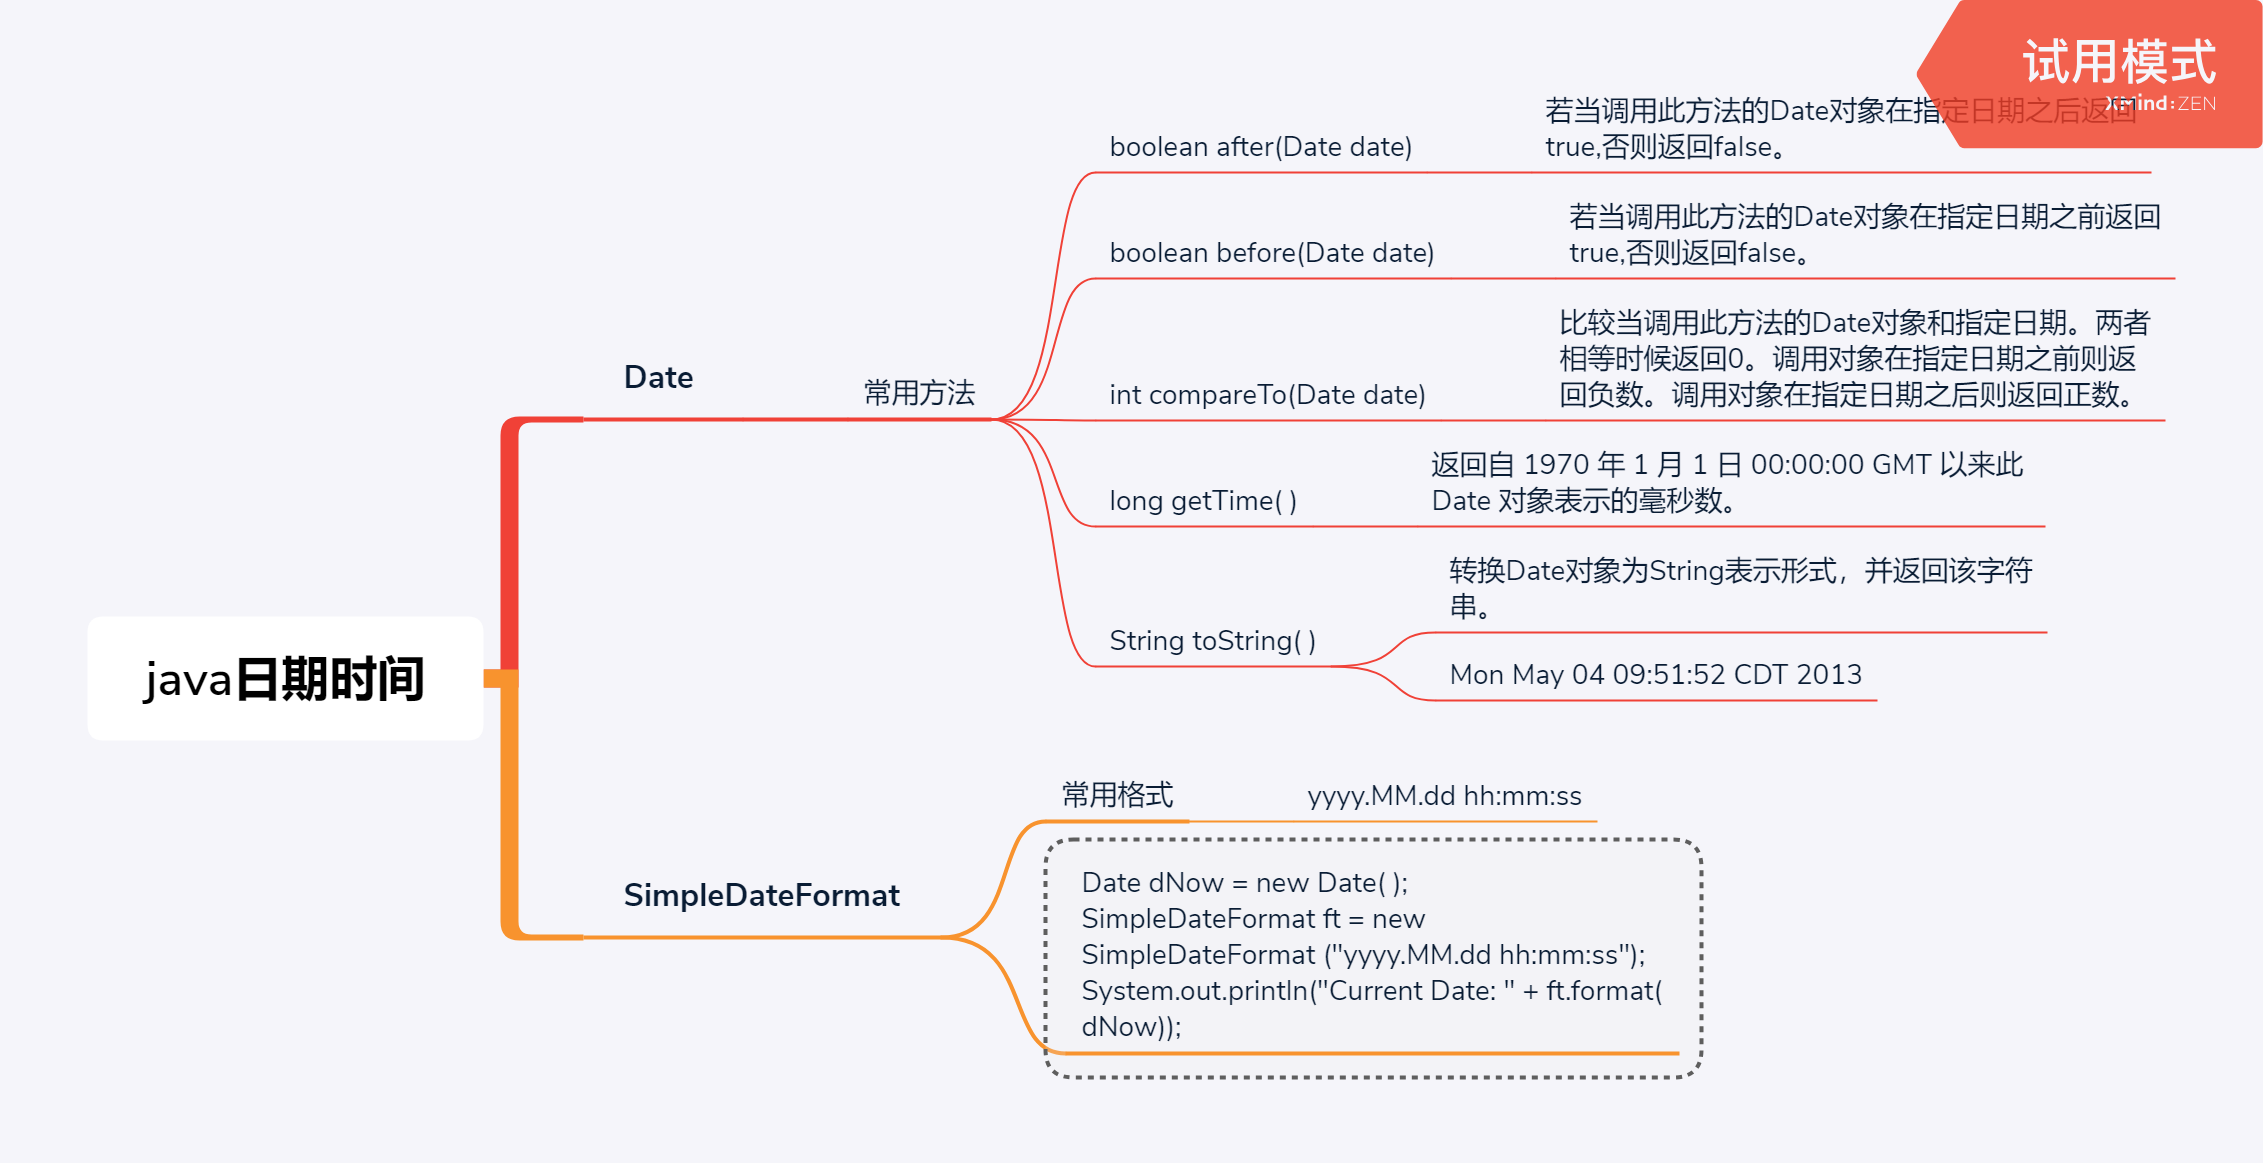 试用模式
XMind:ZEN
若当调用此方法的Date对象在指定日期之后返回
true,否则返回false。
boolean after(Date date)
若当调用此方法的Date对象在指定日期之前返回
true,否则返回false。
boolean before(Date date)
比较当调用此方法的Date对象和指定日期。两者
相等时候返回0。调用对象在指定日期之前则返
回负数。调用对象在指定日期之后则返回正数。
int compareTo(Date date)
Date
常用方法
返回自 1970 年 1 月 1 日 00:00:00 GMT 以来此
Date 对象表示的毫秒数。
long getTime( )
转换Date对象为String表示形式，并返回该字符
串。
String toString( )
Mon May 04 09:51:52 CDT 2013
java日期时间
常用格式
yyyy.MM.dd hh:mm:ss
SimpleDateFormat
Date dNow = new Date( );
SimpleDateFormat ft = new
SimpleDateFormat ("yyyy.MM.dd hh:mm:ss");
System.out.println("Current Date: " + ft.format(
dNow));